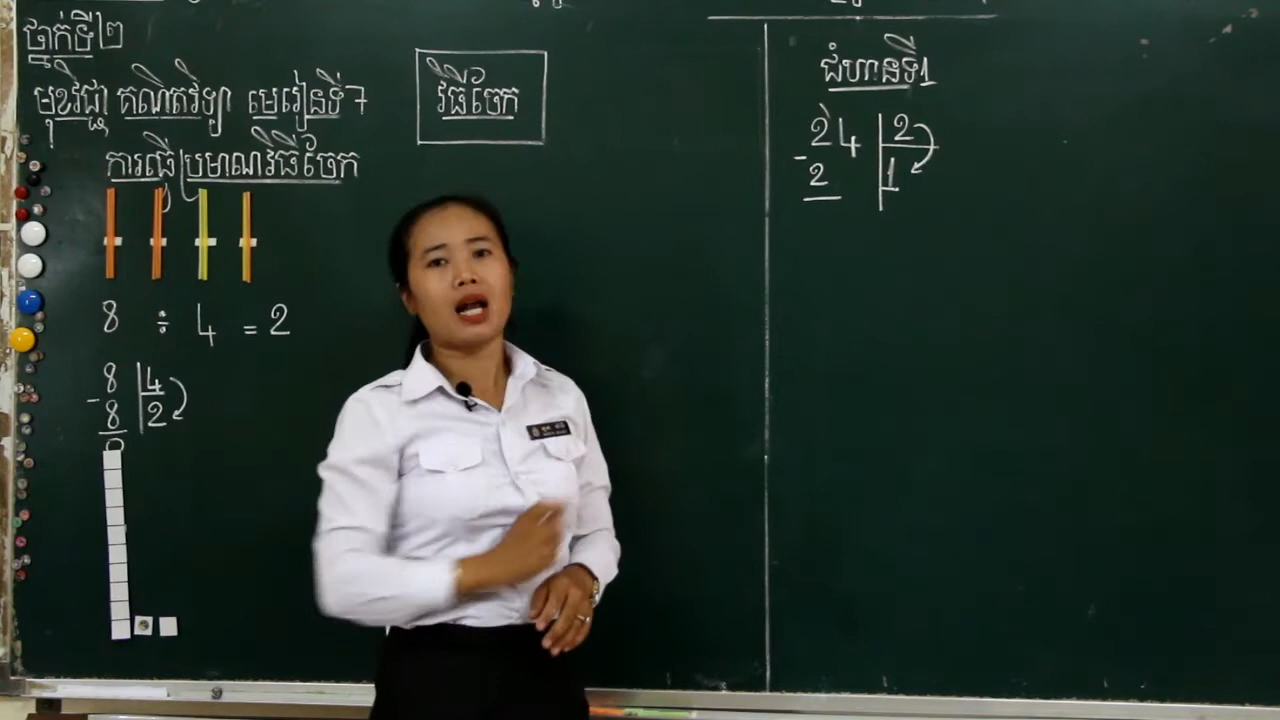 ថ្នាក់ទី២
មុខវិជ្ជា គណិតវិទ្យា មេរៀនទី7
ការធ្វើប្រមាណវិធីចែក
8 ÷ 4 = 2
8 4
-8 2
0
វិធីចែក
ជំហានទី1
24 2
-2 1